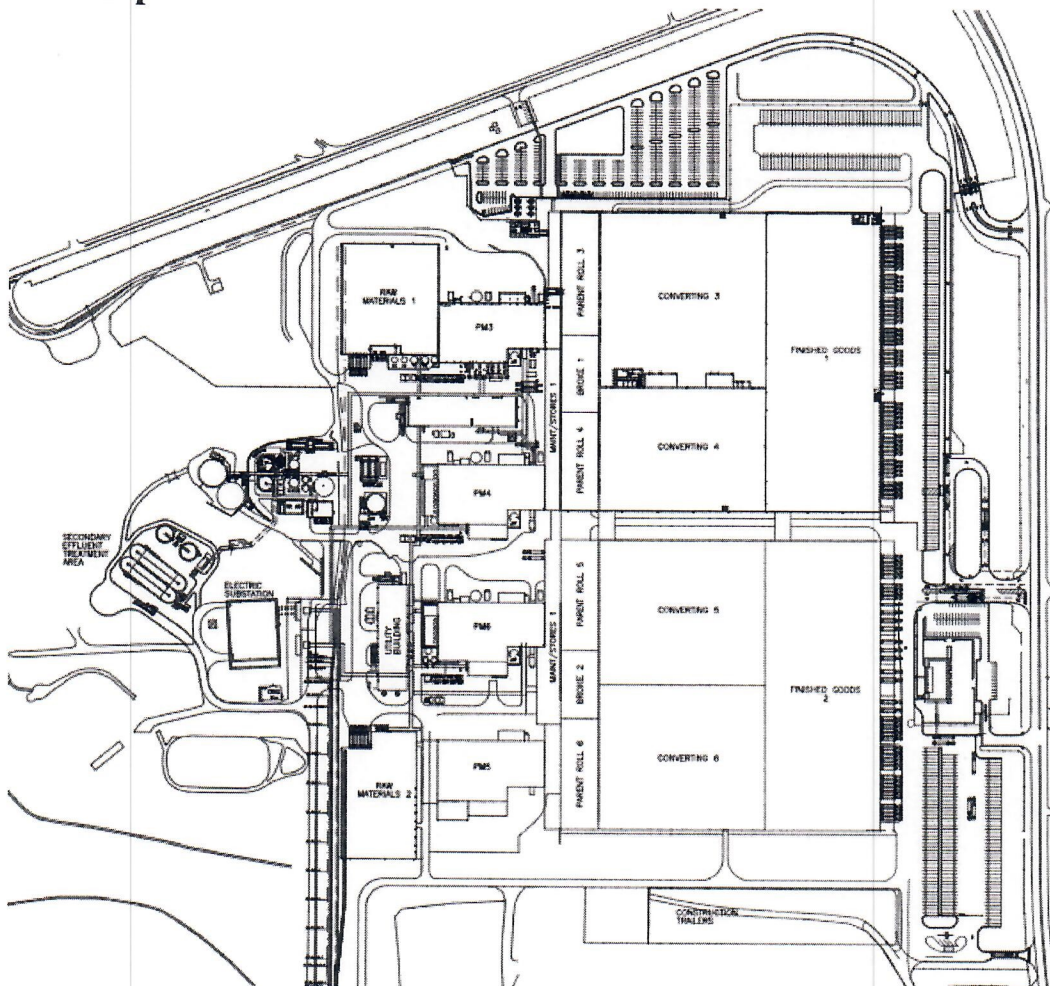 PARENT ROLL 3
RAW
MATERIALS 1
CONVERTING 3
PM3
FINISHED GOODS
1
BROKE 1
MAINT/STORES 1
PARENT ROLL 4
CONVERTING 4
PM4
SECONDARY
EFFLUENT
TREATMENT
AREA
ELECTRIC
SUBSTATION
UTILITY
BUILDING
PM6
MAINT/STORES 1
PARENT ROLL 5
CONVERTING 5
BROKE 2
FINISHED GOODS
2
PARENT ROLL 6
CONVERTING 6
PM5
RAW
MATERIALS 2
CONSTRUCTION
TRAILERS